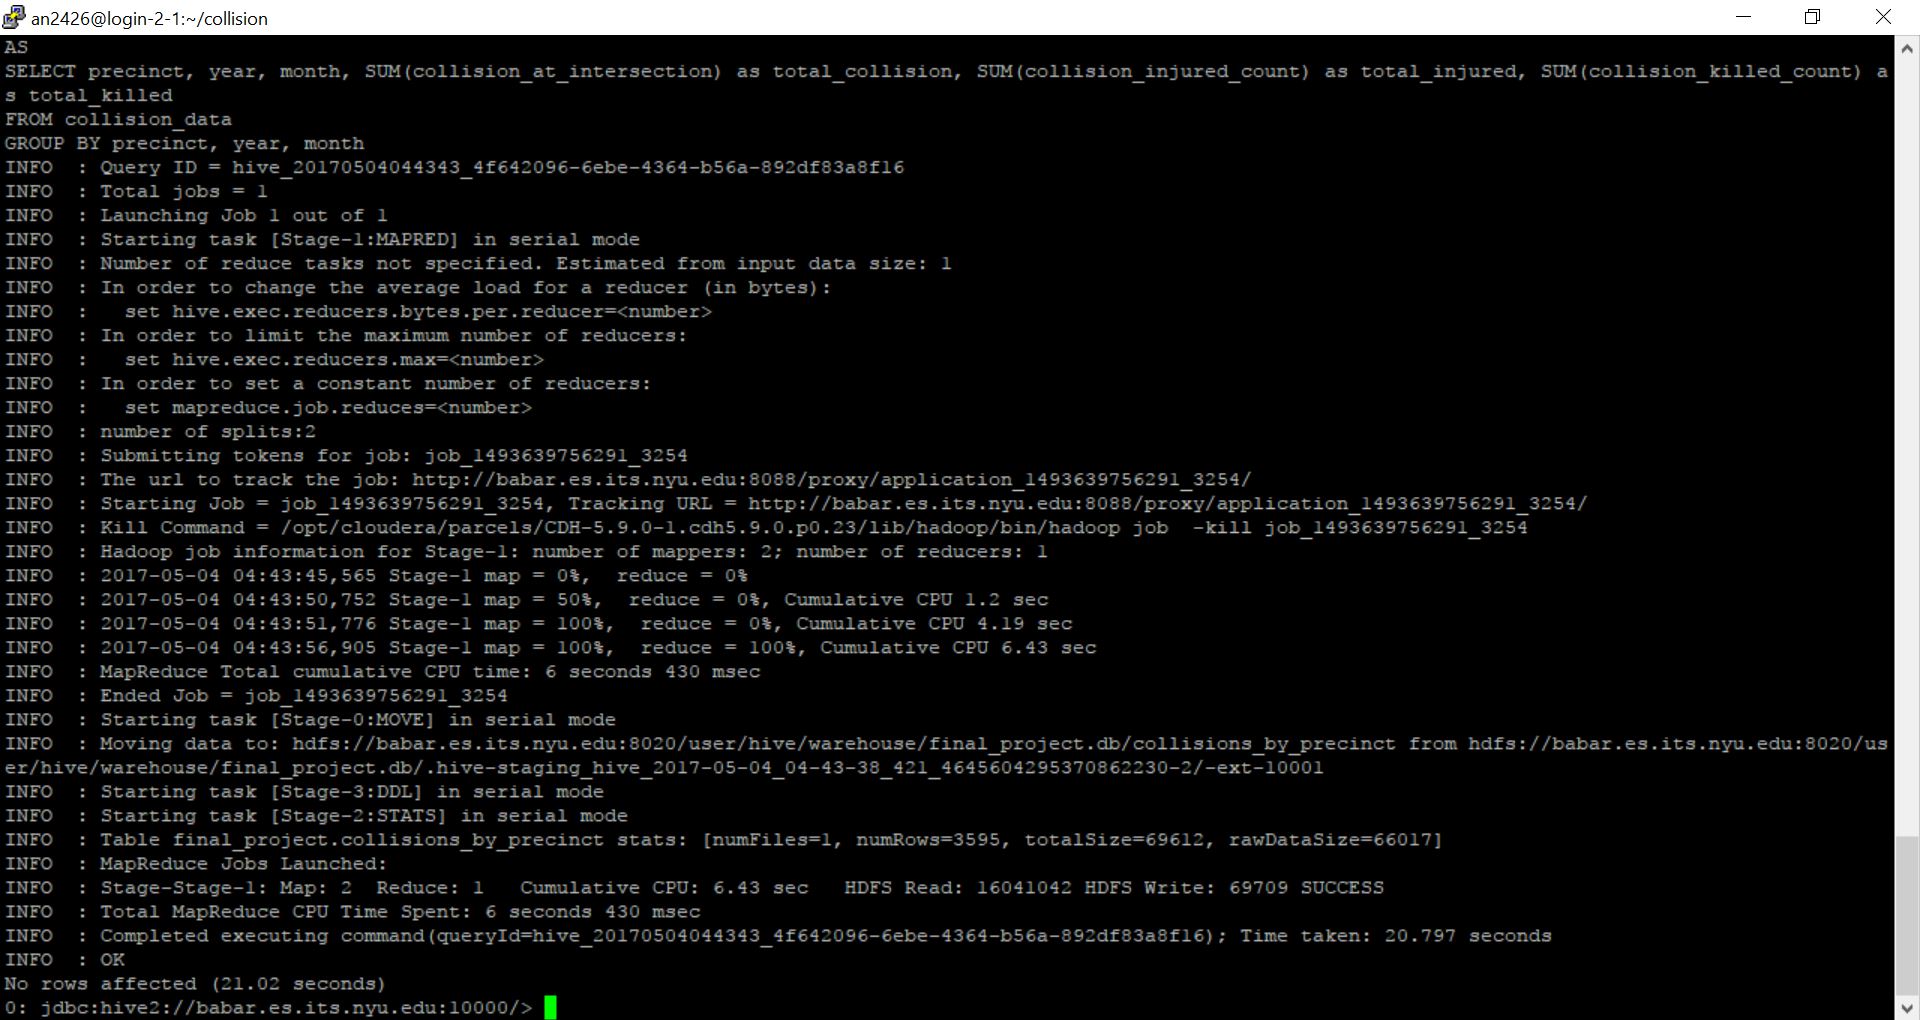 an2426@login-2-1:~/collision
AS
SELECT precinct, year, month, SUM(collision_at_intersection) as total_collision, SUM(collision_injured_count) as total_injured, SUM(collision_killed_count) a
s total_killed
FROM collision_data
GROUP BY precinct, year, month
INFO  : Query ID = hive_20170504044343_4f642096-6ebe-4364-b56a-892df83a8f16
INFO  : Total jobs = 1
INFO  : Launching Job 1 out of 1
INFO  : Starting task [Stage-1:MAPRED] in serial mode
INFO  : Number of reduce tasks not specified. Estimated from input data size: 1
INFO  : In order to change the average load for a reducer (in bytes):
INFO  :   set hive.exec.reducers.bytes.per.reducer=<number>
INFO  : In order to limit the maximum number of reducers:
INFO  :   set hive.exec.reducers.max=<number>
INFO  : In order to set a constant number of reducers:
INFO  :   set mapreduce.job.reduces=<number>
INFO  : number of splits:2
INFO  : Submitting tokens for job: job_1493639756291_3254
INFO  : The url to track the job: http://babar.es.its.nyu.edu:8088/proxy/application_1493639756291_3254/
INFO  : Starting Job = job_1493639756291_3254, Tracking URL = http://babar.es.its.nyu.edu:8088/proxy/application_1493639756291_3254/
INFO  : Kill Command = /opt/cloudera/parcels/CDH-5.9.0-1.cdh5.9.0.p0.23/lib/hadoop/bin/hadoop job  -kill job_1493639756291_3254
INFO  : Hadoop job information for Stage-1: number of mappers: 2; number of reducers: 1
INFO  : 2017-05-04 04:43:45,565 Stage-1 map = 0%,  reduce = 0%
INFO  : 2017-05-04 04:43:50,752 Stage-1 map = 50%,  reduce = 0%, Cumulative CPU 1.2 sec
INFO  : 2017-05-04 04:43:51,776 Stage-1 map = 100%,  reduce = 0%, Cumulative CPU 4.19 sec
INFO  : 2017-05-04 04:43:56,905 Stage-1 map = 100%,  reduce = 100%, Cumulative CPU 6.43 sec
INFO  : MapReduce Total cumulative CPU time: 6 seconds 430 msec
INFO  : Ended Job = job_1493639756291_3254
INFO  : Starting task [Stage-0:MOVE] in serial mode
INFO  : Moving data to: hdfs://babar.es.its.nyu.edu:8020/user/hive/warehouse/final_project.db/collisions_by_precinct from hdfs://babar.es.its.nyu.edu:8020/us
er/hive/warehouse/final_project.db/.hive-staging_hive_2017-05-04_04-43-38_421_4645604295370862230-2/-ext-10001
INFO  : Starting task [Stage-3:DDL] in serial mode
INFO  : Starting task [Stage-2:STATS] in serial mode
INFO  : Table final_project.collisions_by_precinct stats: [numFiles=1, numRows=3595, totalSize=69612, rawDataSize=66017]
INFO  : MapReduce Jobs Launched:
INFO  : Stage-Stage-1: Map: 2  Reduce: 1   Cumulative CPU: 6.43 sec   HDFS Read: 16041042 HDFS Write: 69709 SUCCESS
INFO  : Total MapReduce CPU Time Spent: 6 seconds 430 msec
INFO  : Completed executing command(queryId=hive_20170504044343_4f642096-6ebe-4364-b56a-892df83a8f16); Time taken: 20.797 seconds
INFO  : OK
No rows affected (21.02 seconds)
0: jdbc:hive2://babar.es.its.nyu.edu:10000/>